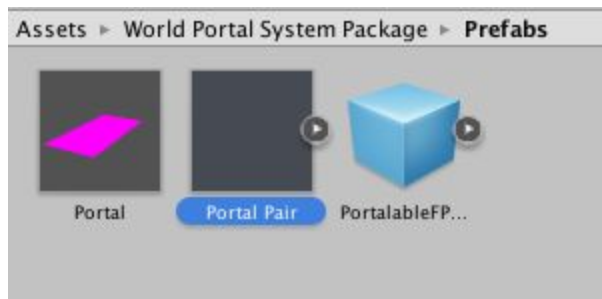 Assets ▸ World Portal System Package ▸ Prefabs
Portal
Portal Pair
PortalableFP...